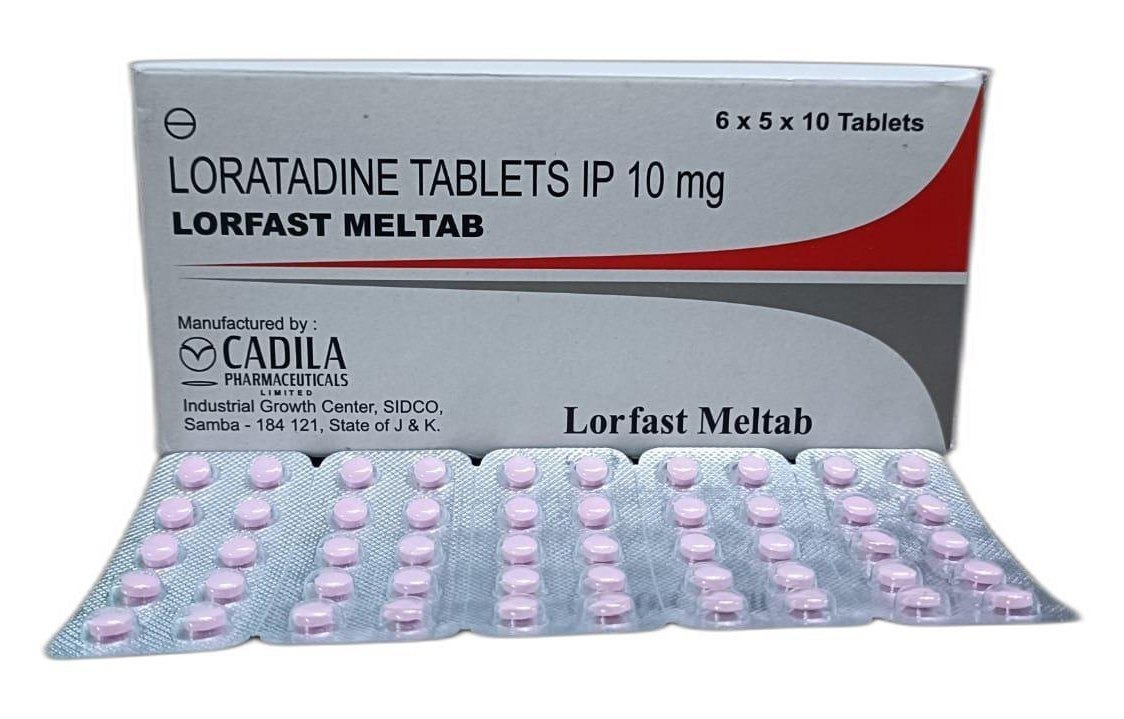 6 x 5 x 10 Tablets
LORATADINE TABLETS IP 10 mg
LORFAST MELTAB
Manufactured by :
CADILA
PHARMACEUTICALS
LIMITED
Industrial Growth Center, SIDCO,
Samba - 184 121, State of J & K.
Lorfast Meltab